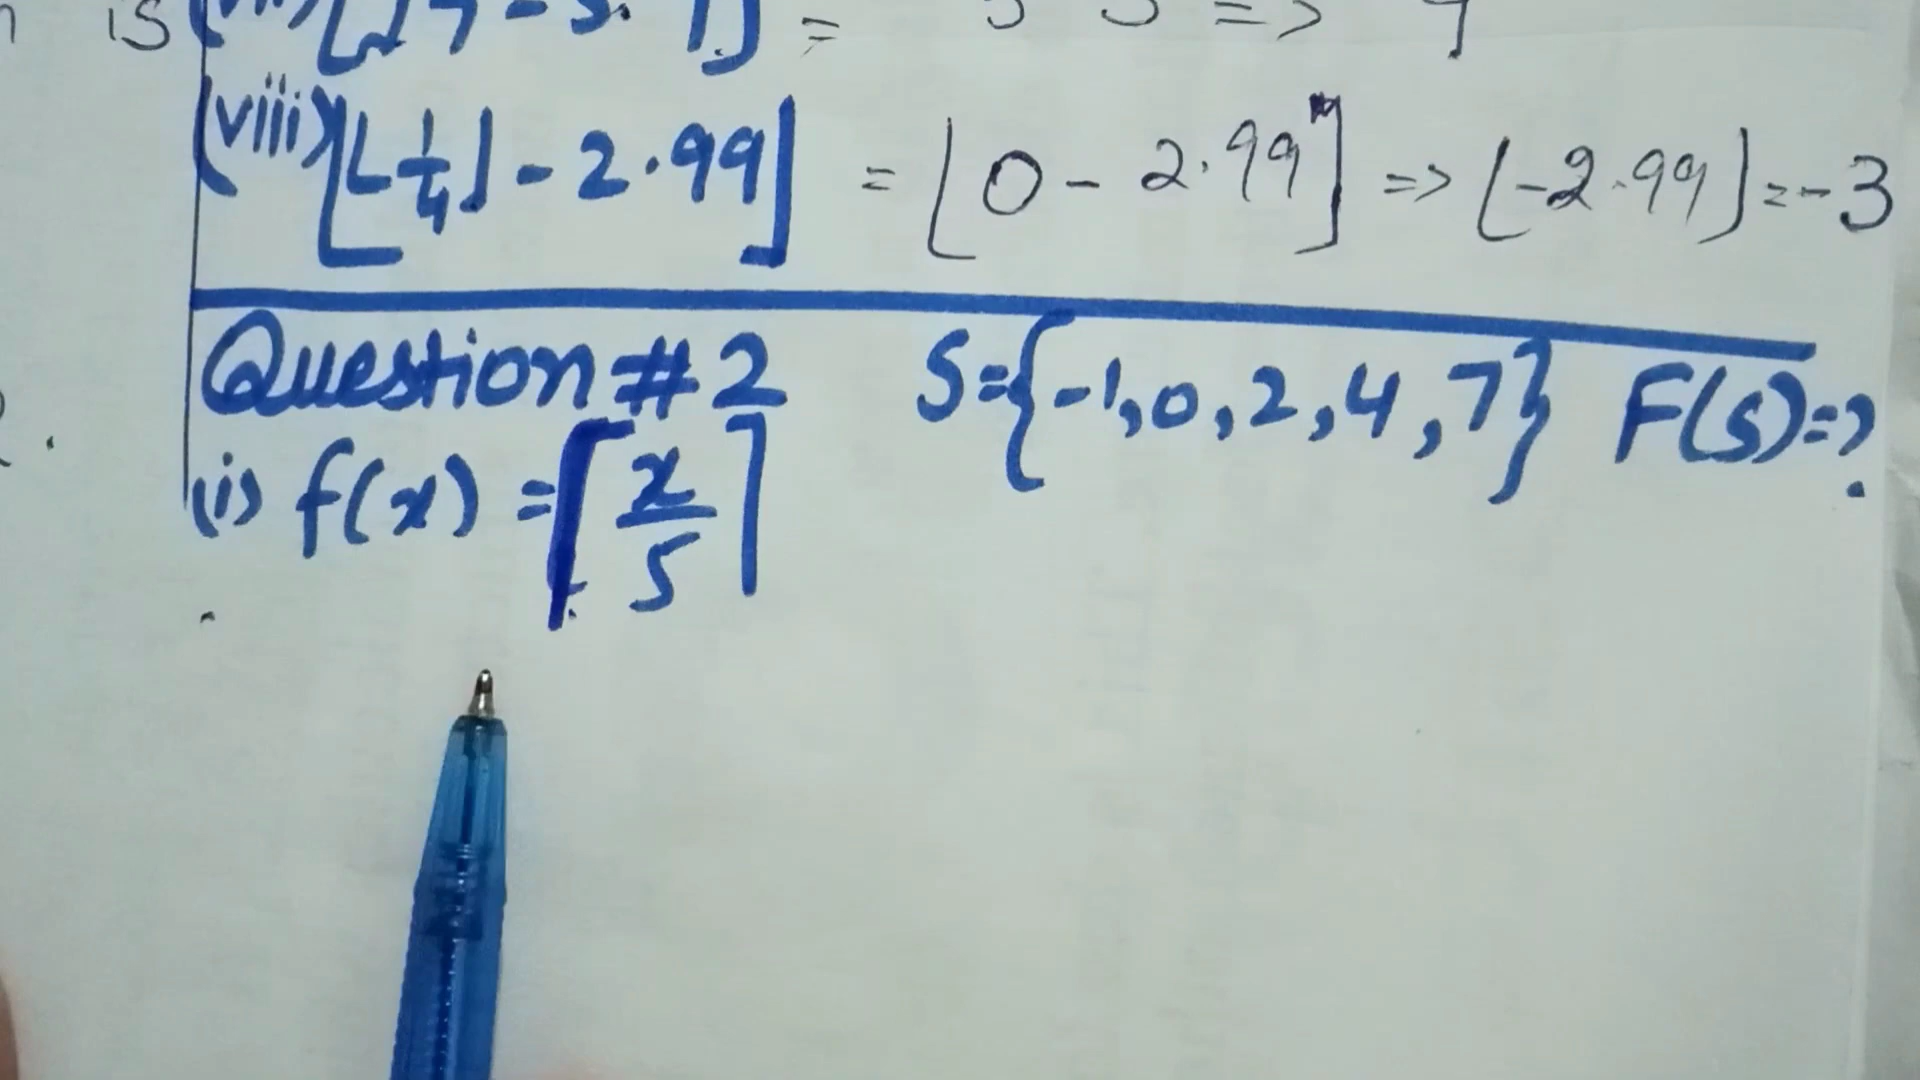 is
(viii) ⌊⌊1/4⌋ - 2.99⌋ = ⌊0 - 2.99⌋ => ⌊-2.99⌋ = -3
Question #2 S={-1,0,2,4,7} F(s)=?
(i) f(x) = ⌈x/5⌉